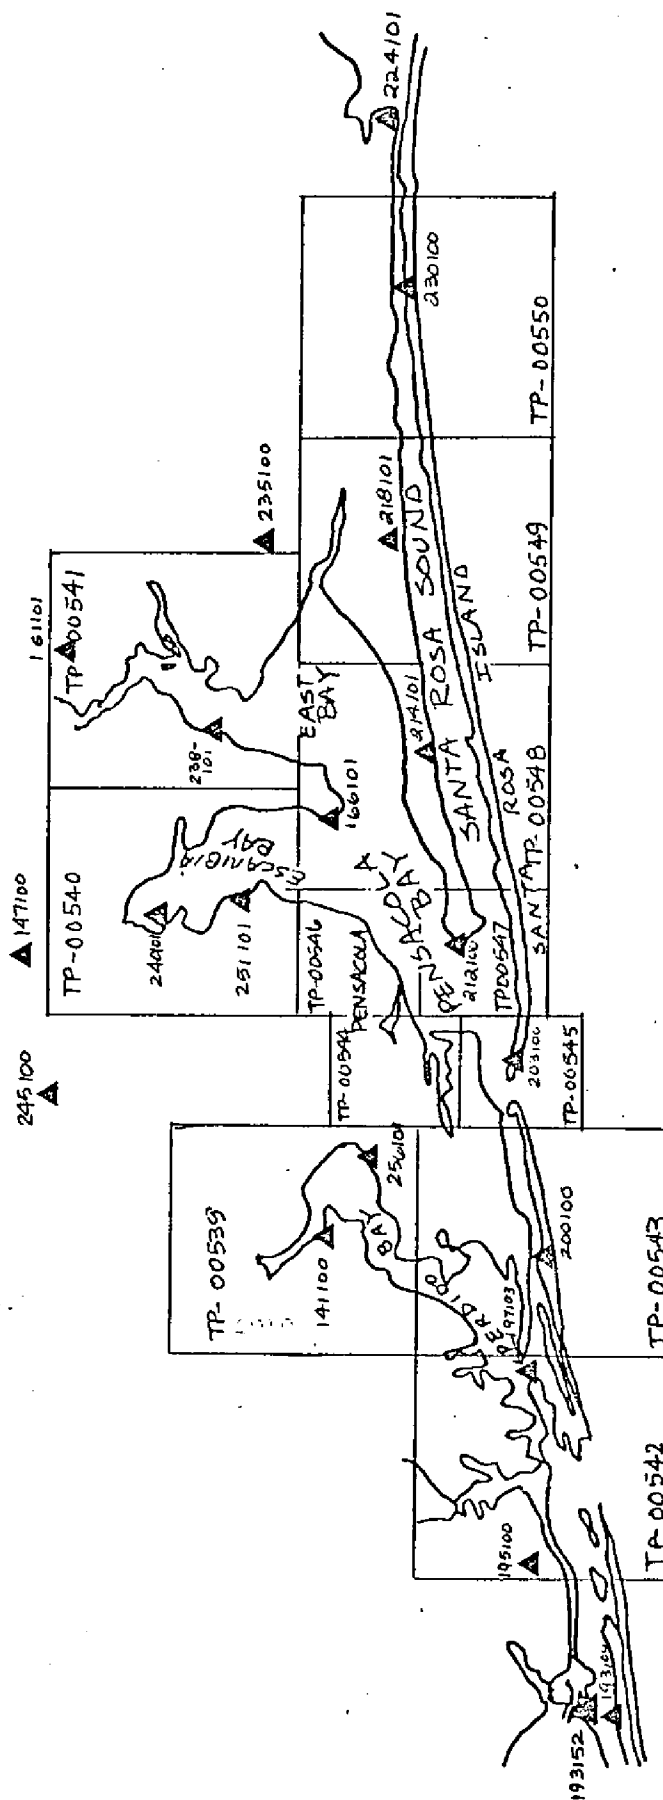 161101
147100
245100
TP-00541
235100
TP-00540
238-
101
240101
ESCAMBIA
BAY
251101
166101
EAST
BAY
TP-00539
141100
256101
TP-00546
PENSACOLA
TP-00544
PENSACOLA
BAY
212100
TP00547
224101
230100
218101
214101
SANTA ROSA SOUND
SANTA ROSA ISLAND
TP-00550
TP-00549
TP-00548
203100
TP-00545
PERDIDO
BAY
197103
200100
195100
TP-00543
TP-00542
193152